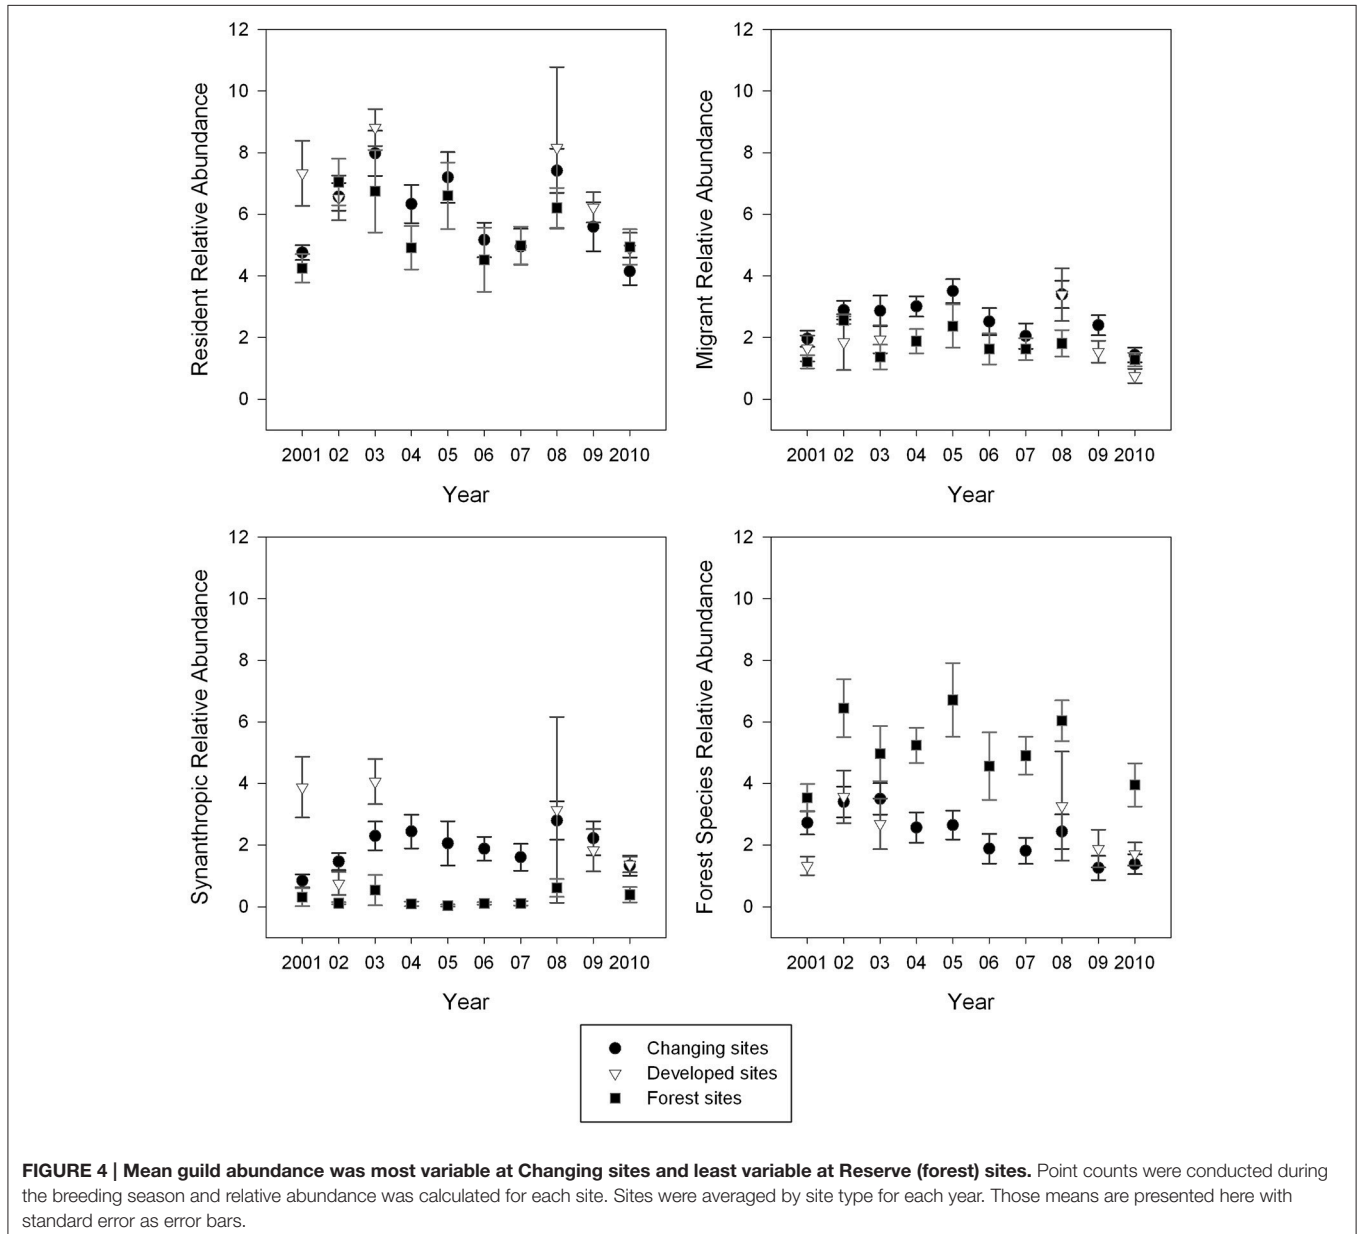 12
10
8
6
4
2
0
Resident Relative Abundance
2001 02 03 04 05 06 07 08 09 2010
Year
12
10
8
6
4
2
0
Migrant Relative Abundance
2001 02 03 04 05 06 07 08 09 2010
Year
12
10
8
6
4
2
0
Synanthropic Relative Abundance
2001 02 03 04 05 06 07 08 09 2010
Year
12
10
8
6
4
2
0
Forest Species Relative Abundance
2001 02 03 04 05 06 07 08 09 2010
Year
Changing sites
Developed sites
Forest sites
FIGURE 4 | Mean guild abundance was most variable at Changing sites and least variable at Reserve (forest) sites. Point counts were conducted during
the breeding season and relative abundance was calculated for each site. Sites were averaged by site type for each year. Those means are presented here with
standard error as error bars.